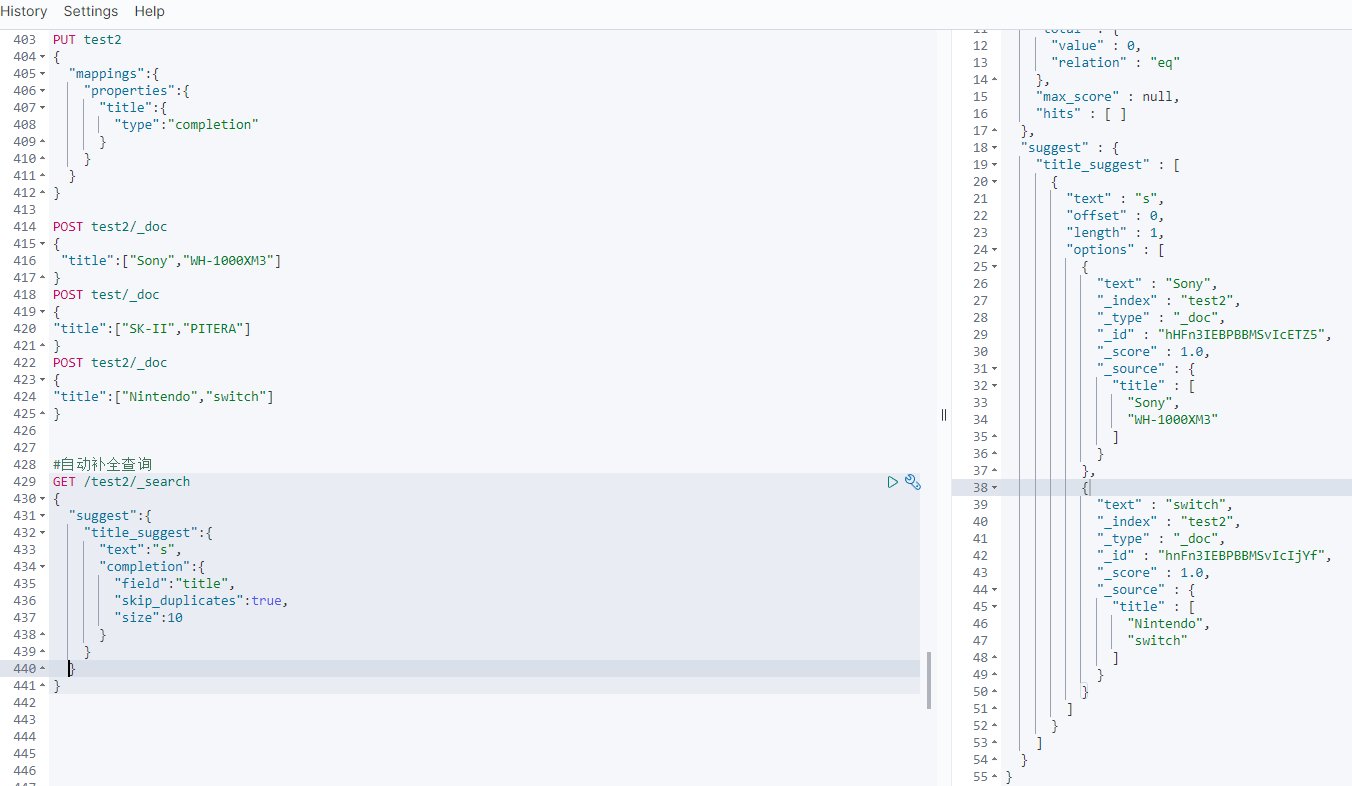 History Settings Help
403 PUT test2
404 {
405 "mappings":{
406 "properties":{
407 "title":{
408 "type":"completion"
409 }
410 }
411 }
412 }
413
414 POST test2/_doc
415 {
416 "title":["Sony","WH-1000XM3"]
417 }
418 POST test/_doc
419 {
420 "title":["SK-II","PITERA"]
421 }
422 POST test2/_doc
423 {
424 "title":["Nintendo","switch"]
425 }
426
427
428 #自动补全查询
429 GET /test2/_search
430 {
431 "suggest":{
432 "title_suggest":{
433 "text":"s",
434 "completion":{
435 "field":"title",
436 "skip_duplicates":true,
437 "size":10
438 }
439 }
440 }
441 }
442
443
444
445
446
11 "total" : {
12 "value" : 0,
13 "relation" : "eq"
14 },
15 "max_score" : null,
16 "hits" : [ ]
17 },
18 "suggest" : {
19 "title_suggest" : [
20 {
21 "text" : "s",
22 "offset" : 0,
23 "length" : 1,
24 "options" : [
25 {
26 "text" : "Sony",
27 "_index" : "test2",
28 "_type" : "_doc",
29 "_id" : "hHFn3IEBPBBMSvIcETZ5",
30 "_score" : 1.0,
31 "_source" : {
32 "title" : [
33 "Sony",
34 "WH-1000XM3"
35 ]
36 }
37 },
38 {
39 "text" : "switch",
40 "_index" : "test2",
41 "_type" : "_doc",
42 "_id" : "hnFn3IEBPBBMSvIcIjYf",
43 "_score" : 1.0,
44 "_source" : {
45 "title" : [
46 "Nintendo",
47 "switch"
48 ]
49 }
50 }
51 ]
52 }
53 ]
54 }
55 }